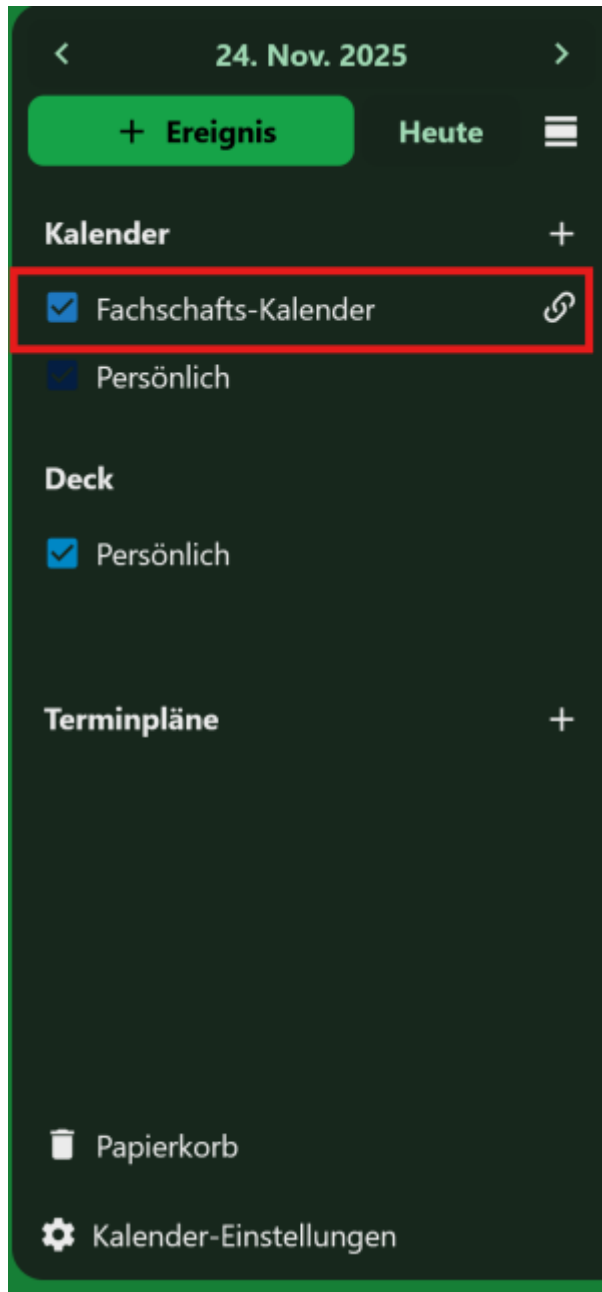 24. Nov. 2025
+ Ereignis Heute
Kalender
Fachschafts-Kalender
Persönlich
Deck
Persönlich
Terminpläne
Papierkorb
Kalender-Einstellungen